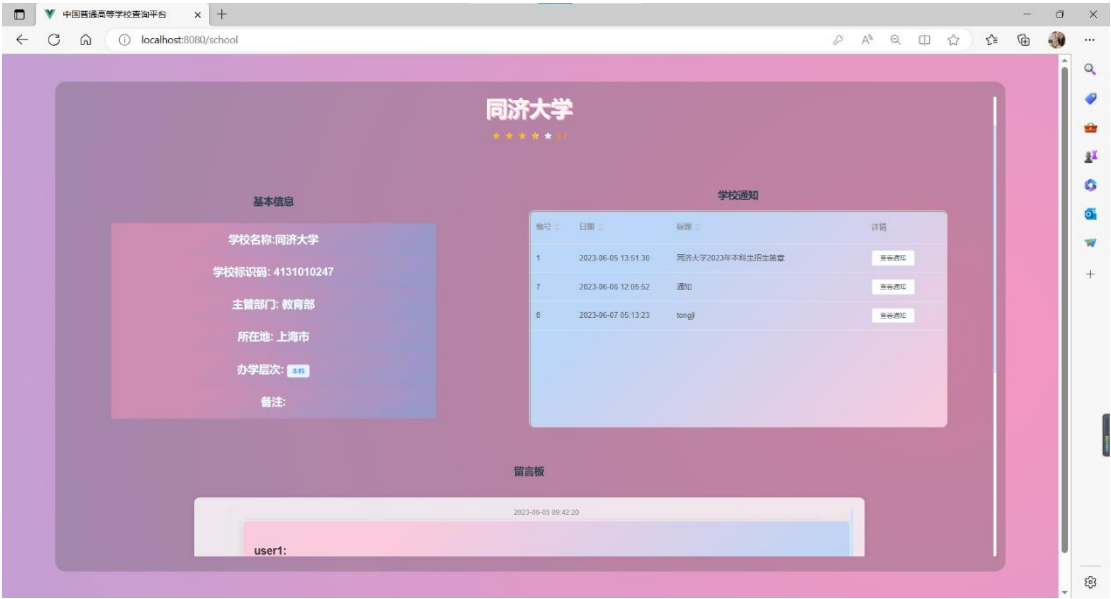 中国普通高等学校查询平台
localhost:8080/school
同济大学
基本信息
学校名称:同济大学
学校标识码: 4131010247
主管部门: 教育部
所在地: 上海市
办学层次: 本科
备注:
学校通知
编号 日期 标题 详情
1 2023-06-05 13:51:30 同济大学2023年本科生招生简章 查看通知
7 2023-06-06 12:05:52 通知 查看通知
8 2023-06-07 05:13:23 tongji 查看通知
留言板
2023-06-05 09:42:20
user1: